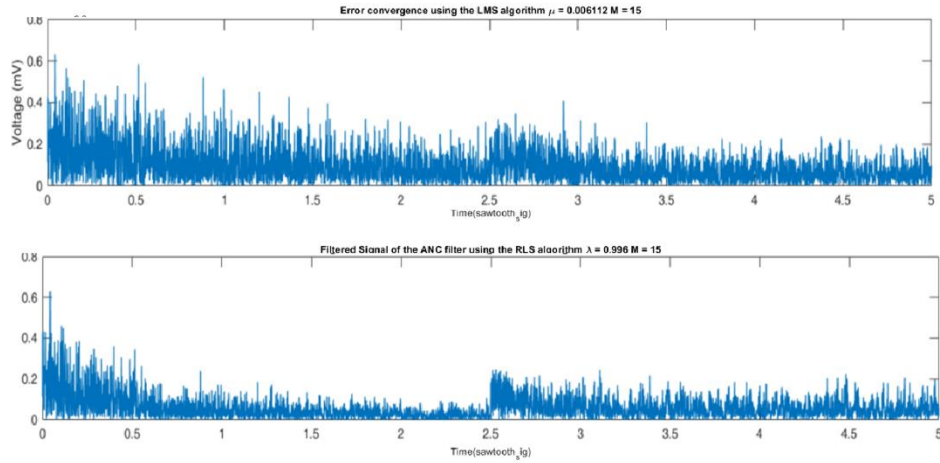 Error convergence using the LMS algorithm μ = 0.006112 M = 15
0.8
0.6
0.4
0.2
0
Voltage (mV)
0 0.5 1 1.5 2 2.5 3 3.5 4 4.5 5
Time(sawtooth_sig)
Filtered Signal of the ANC filter using the RLS algorithm λ = 0.996 M = 15
0.8
0.6
0.4
0.2
0
0 0.5 1 1.5 2 2.5 3 3.5 4 4.5 5
Time(sawtooth_sig)